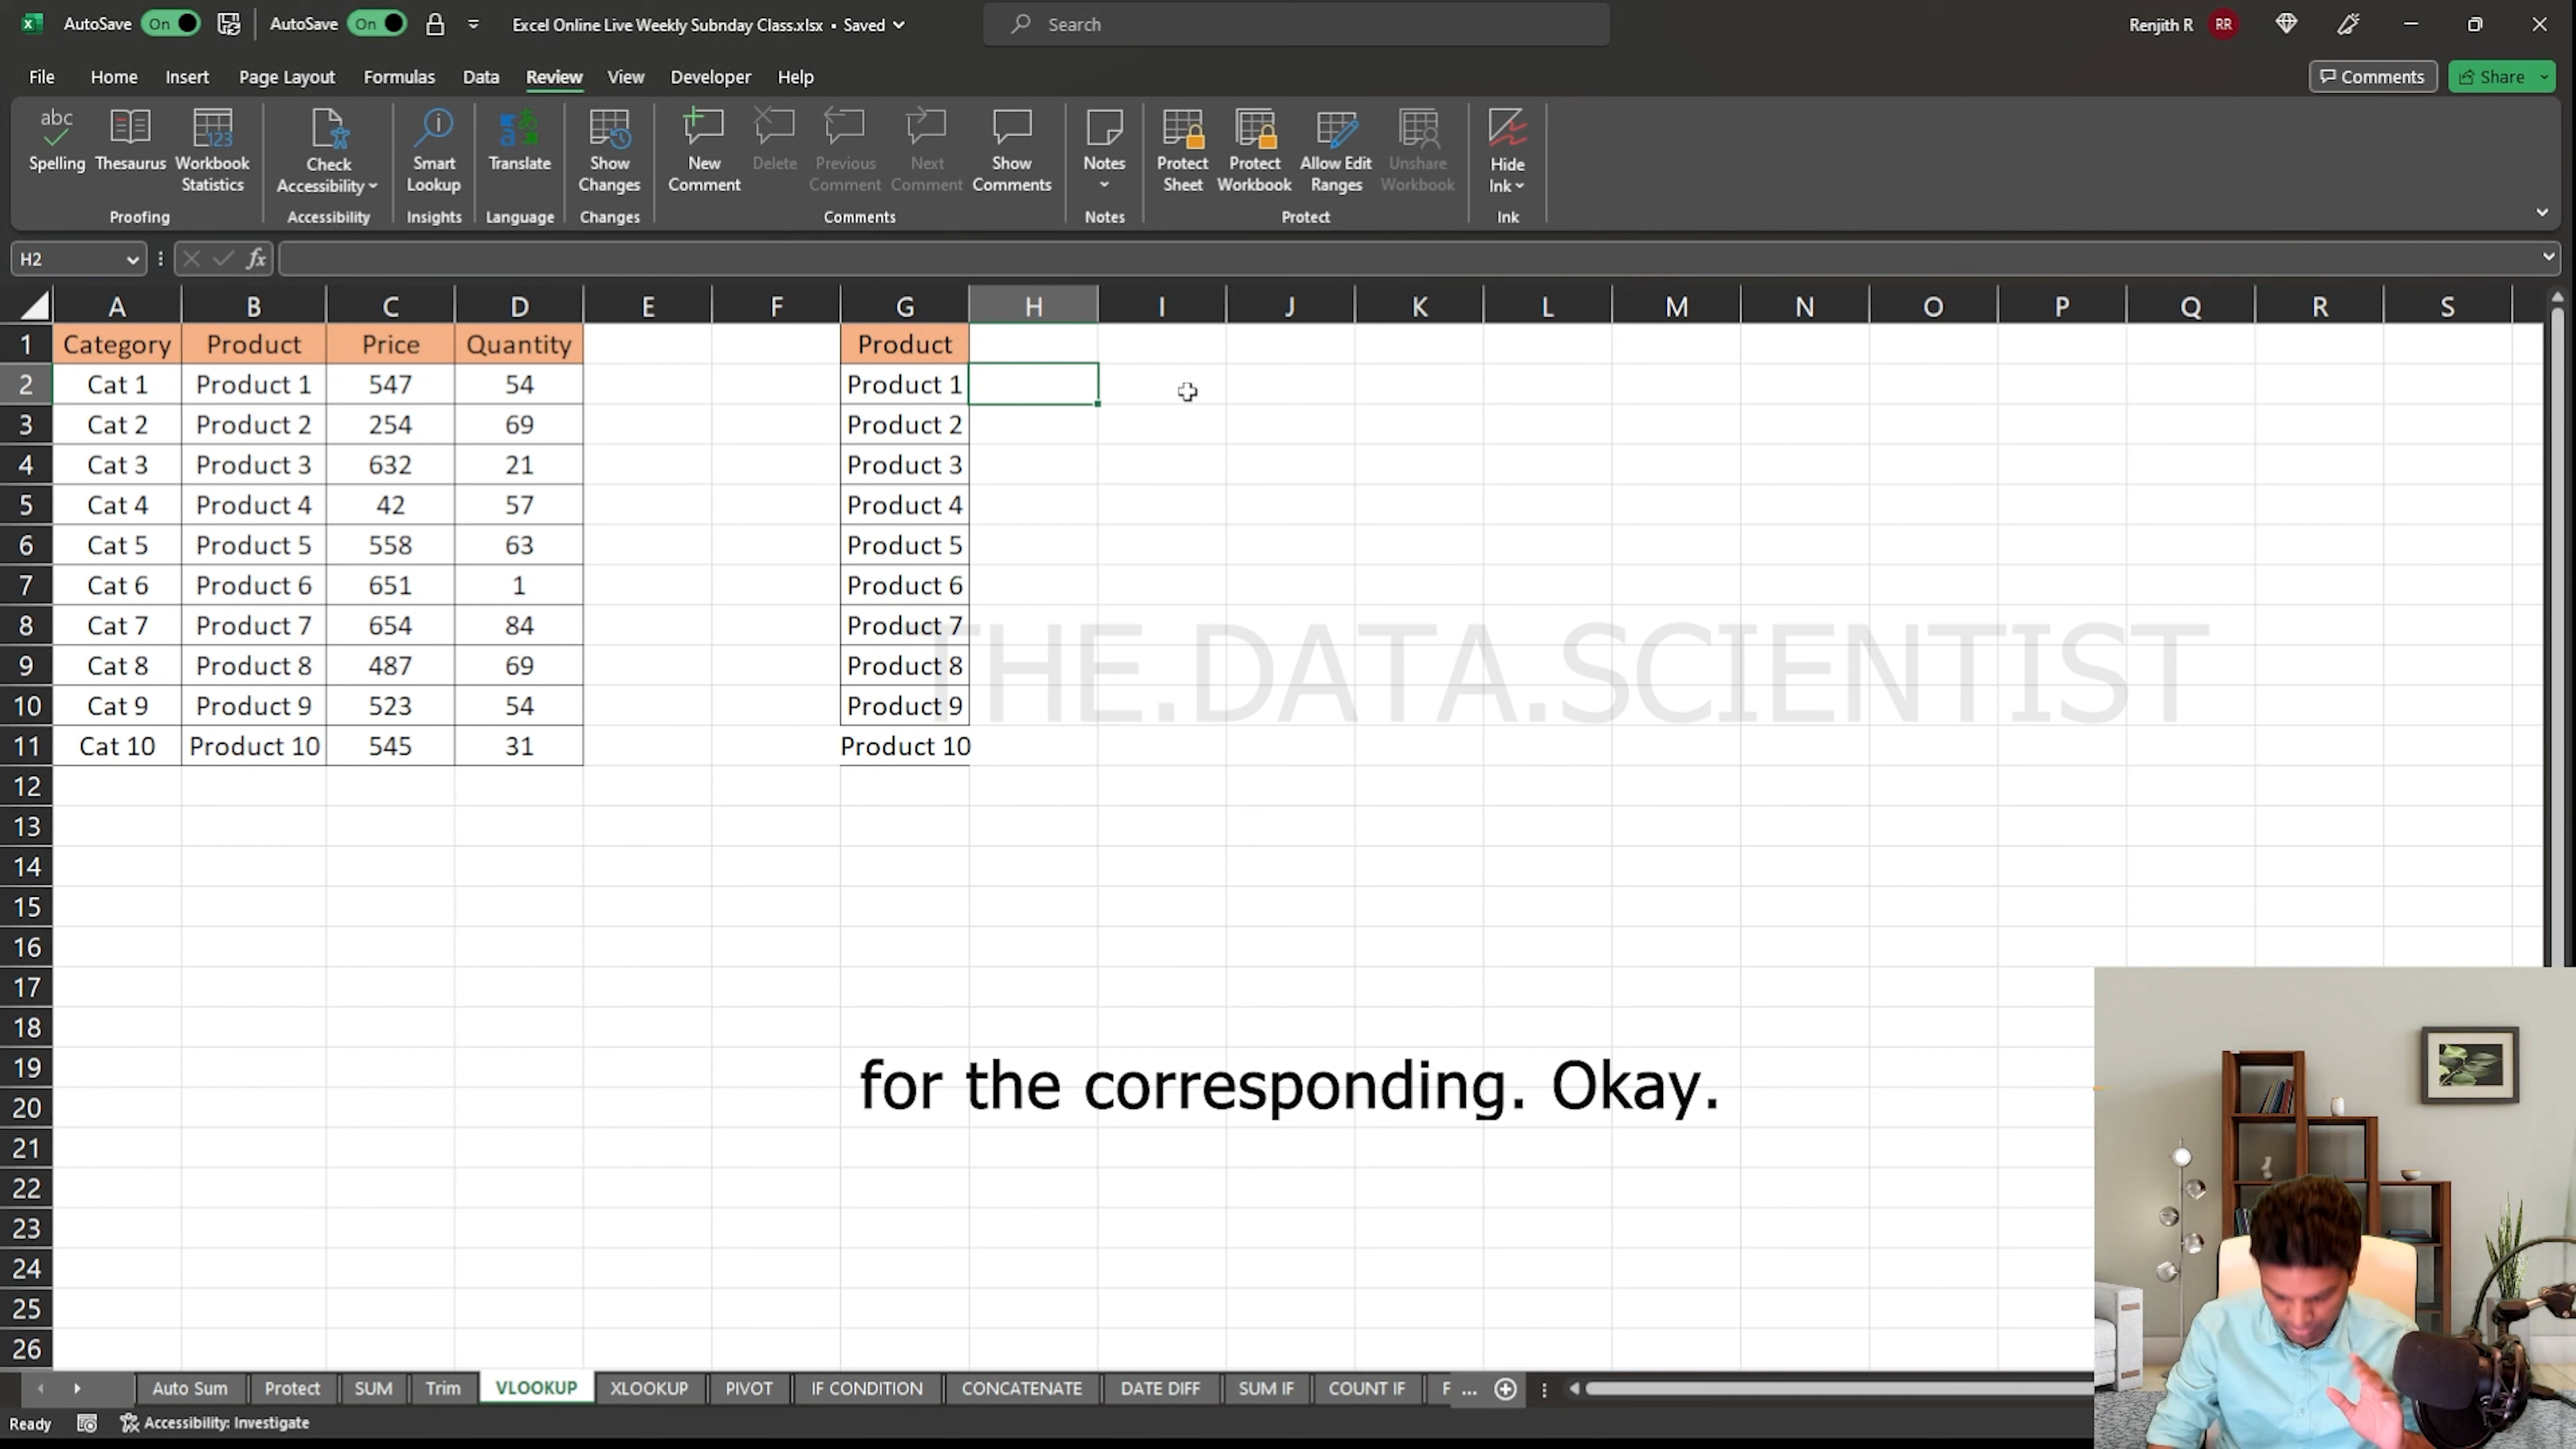 AutoSave On AutoSave On Excel Online Live Weekly Subnday Class.xlsx • Saved Search Renjith R RR
File Home Insert Page Layout Formulas Data Review View Developer Help Comments Share
abc
Spelling Thesaurus Workbook Statistics Check Accessibility Smart Lookup Translate Show Changes New Comment Delete Previous Comment Next Comment Show Comments Notes Protect Sheet Protect Workbook Allow Edit Ranges Unshare Workbook Hide Ink
Proofing Accessibility Insights Language Changes Comments Notes Protect Ink
H2 fx
A B C D E F G H I J K L M N O P Q R S
1 Category Product Price Quantity Product
2 Cat 1 Product 1 547 54 Product 1
3 Cat 2 Product 2 254 69 Product 2
4 Cat 3 Product 3 632 21 Product 3
5 Cat 4 Product 4 42 57 Product 4
6 Cat 5 Product 5 558 63 Product 5
7 Cat 6 Product 6 651 1 Product 6
8 Cat 7 Product 7 654 84 Product 7
9 Cat 8 Product 8 487 69 Product 8
THE.DATA.SCIENTIST
10 Cat 9 Product 9 523 54 Product 9
11 Cat 10 Product 10 545 31 Product 10
12
13
14
15
16
17
18
19
for the corresponding. Okay.
20
21
22
23
24
25
26
Auto Sum Protect SUM Trim VLOOKUP XLOOKUP PIVOT IF CONDITION CONCATENATE DATE DIFF SUM IF COUNT IF F ...
Ready Accessibility: Investigate